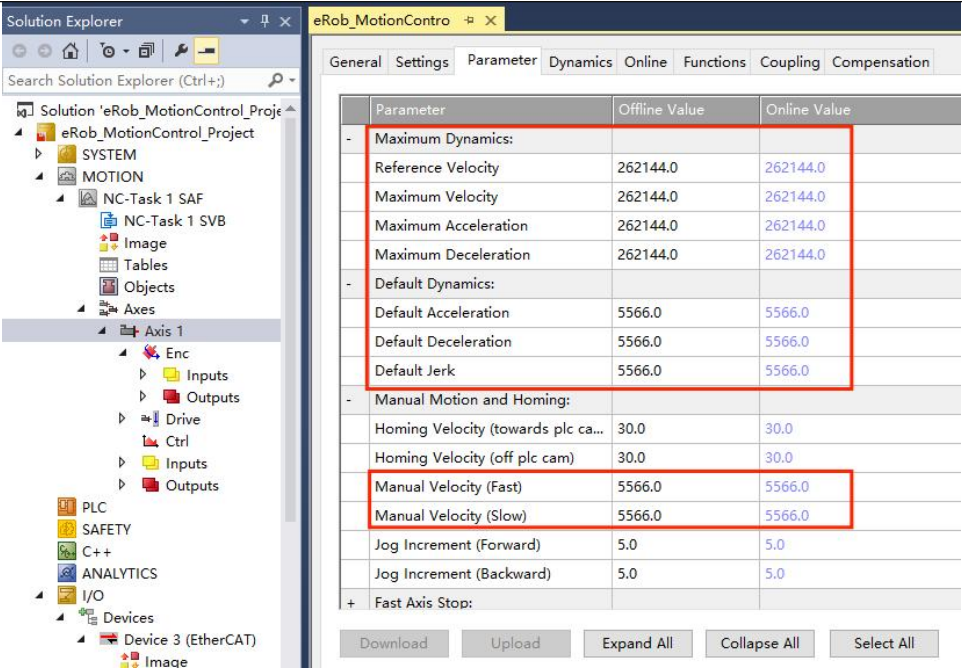 Solution Explorer
Search Solution Explorer (Ctrl+;)
Solution 'eRob_MotionControl_Proje
eRob_MotionControl_Project
SYSTEM
MOTION
NC-Task 1 SAF
NC-Task 1 SVB
Image
Tables
Objects
Axes
Axis 1
Enc
Inputs
Outputs
Drive
Ctrl
Inputs
Outputs
PLC
SAFETY
C++
ANALYTICS
I/O
Devices
Device 3 (EtherCAT)
Image
eRob_MotionContro
General Settings Parameter Dynamics Online Functions Coupling Compensation
Parameter Offline Value Online Value
- Maximum Dynamics:
Reference Velocity 262144.0 262144.0
Maximum Velocity 262144.0 262144.0
Maximum Acceleration 262144.0 262144.0
Maximum Deceleration 262144.0 262144.0
- Default Dynamics:
Default Acceleration 5566.0 5566.0
Default Deceleration 5566.0 5566.0
Default Jerk 5566.0 5566.0
- Manual Motion and Homing:
Homing Velocity (towards plc ca... 30.0 30.0
Homing Velocity (off plc cam) 30.0 30.0
Manual Velocity (Fast) 5566.0 5566.0
Manual Velocity (Slow) 5566.0 5566.0
Jog Increment (Forward) 5.0 5.0
Jog Increment (Backward) 5.0 5.0
+ Fast Axis Stop:
Download Upload Expand All Collapse All Select All